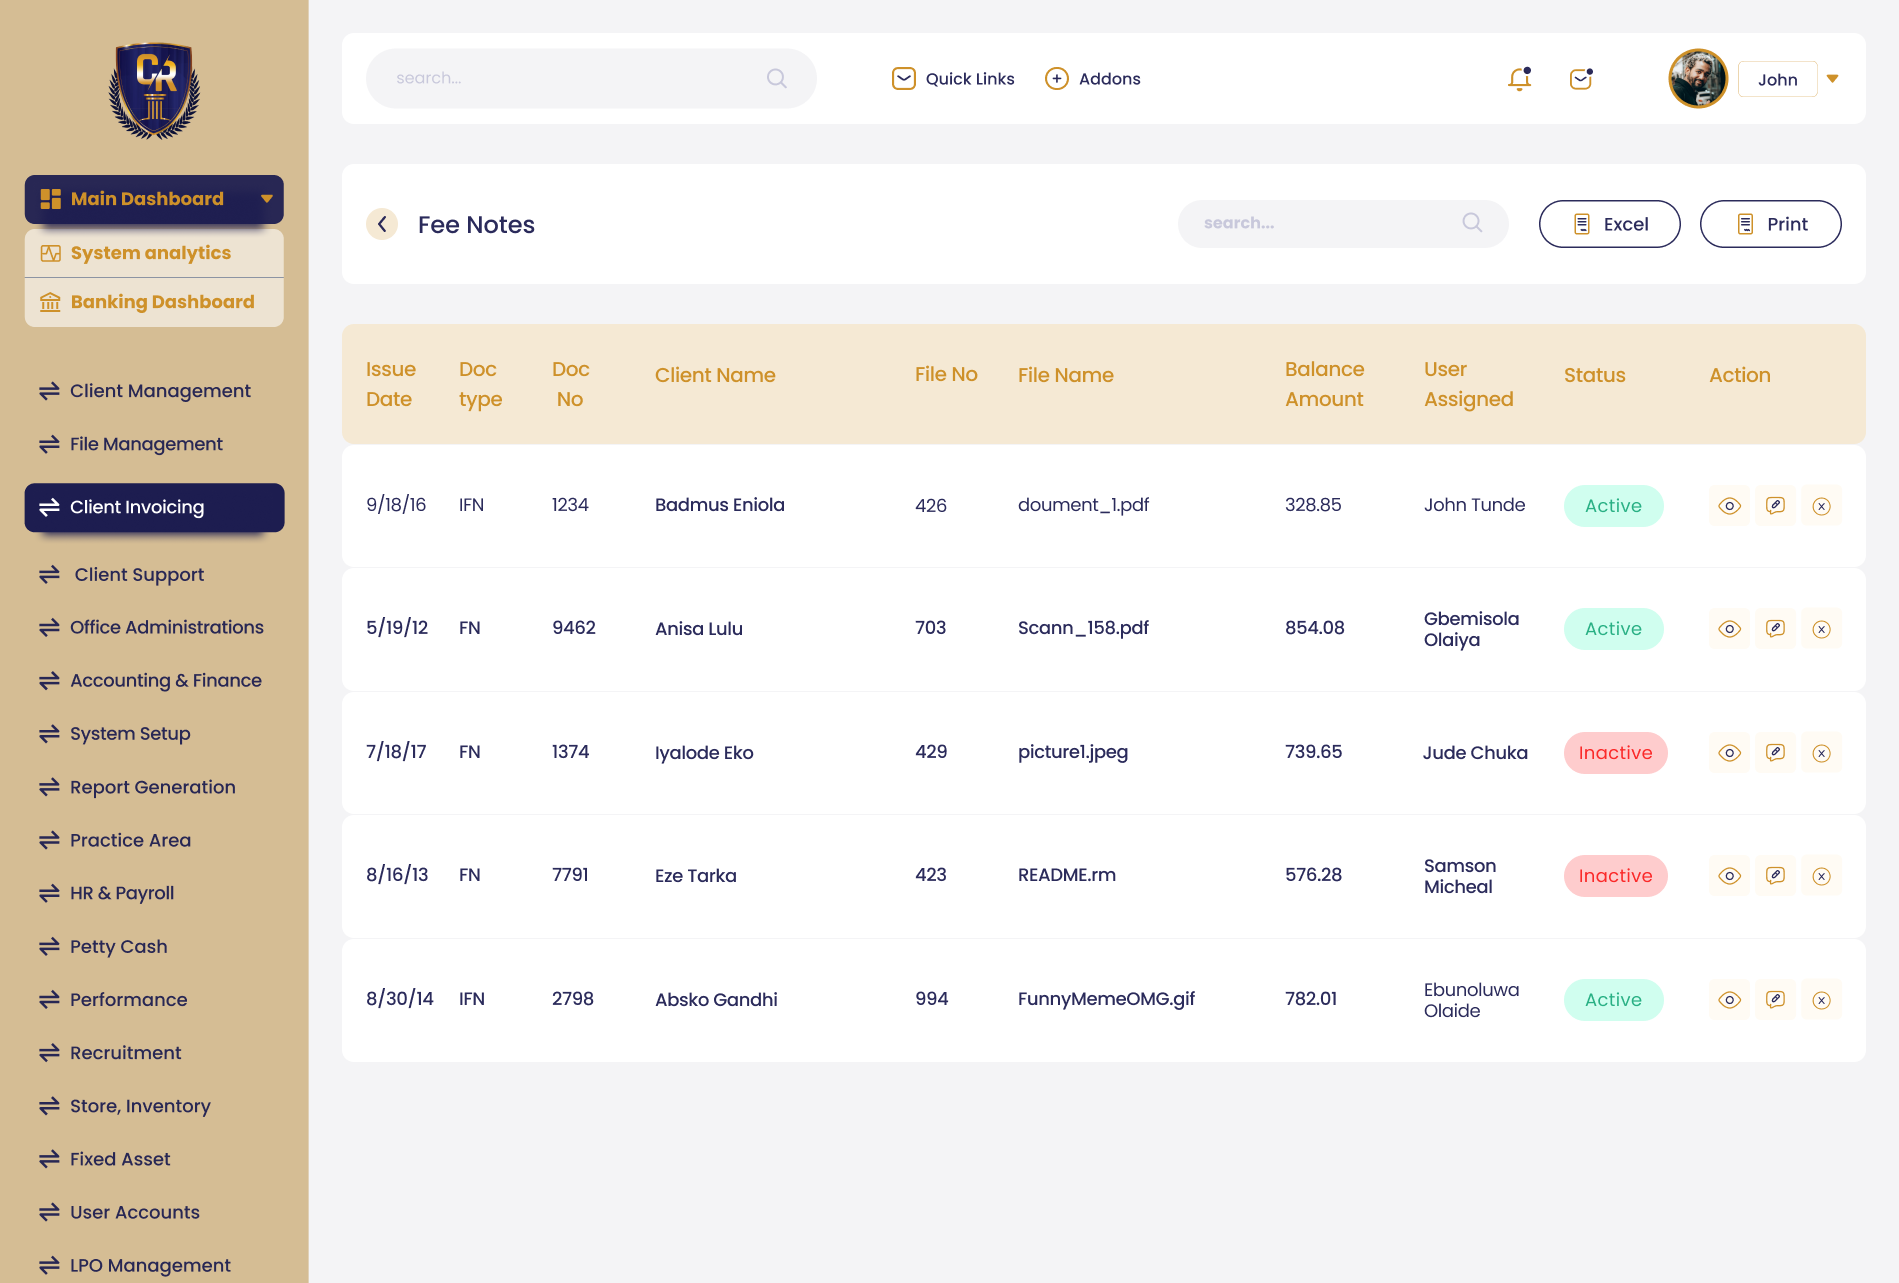 CR
Main Dashboard
System analytics
Banking Dashboard
Client Management
File Management
Client Invoicing
Client Support
Office Administrations
Accounting & Finance
System Setup
Report Generation
Practice Area
HR & Payroll
Petty Cash
Performance
Recruitment
Store, Inventory
Fixed Asset
User Accounts
LPO Management
search...
Quick Links
Addons
John
Fee Notes
search...
Excel
Print
Issue Date
Doc type
Doc No
Client Name
File No
File Name
Balance Amount
User Assigned
Status
Action
9/18/16 IFN 1234 Badmus Eniola 426 doument_1.pdf 328.85 John Tunde Active
5/19/12 FN 9462 Anisa Lulu 703 Scann_158.pdf 854.08 Gbemisola Olaiya Active
7/18/17 FN 1374 Iyalode Eko 429 picture1.jpeg 739.65 Jude Chuka Inactive
8/16/13 FN 7791 Eze Tarka 423 README.rm 576.28 Samson Micheal Inactive
8/30/14 IFN 2798 Absko Gandhi 994 FunnyMemeOMG.gif 782.01 Ebunoluwa Olaide Active